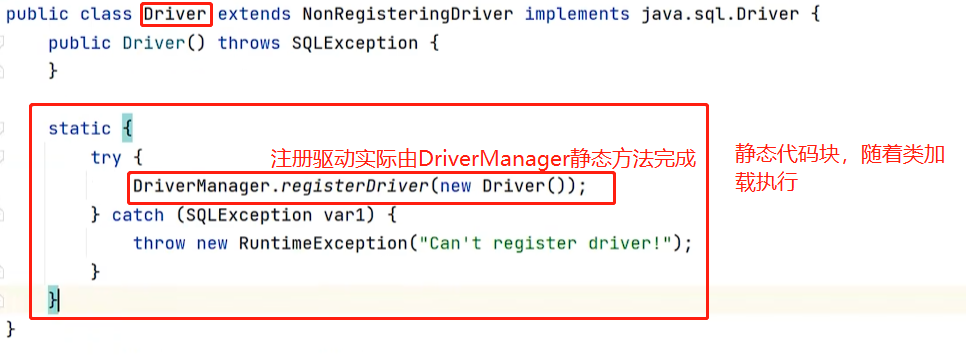 public class Driver extends NonRegisteringDriver implements java.sql.Driver {
public Driver() throws SQLException {
}
static {
try {
注册驱动实际由DriverManager静态方法完成
DriverManager.registerDriver(new Driver());
} catch (SQLException var1) {
throw new RuntimeException("Can't register driver!");
}
}
}
静态代码块，随着类加
载执行